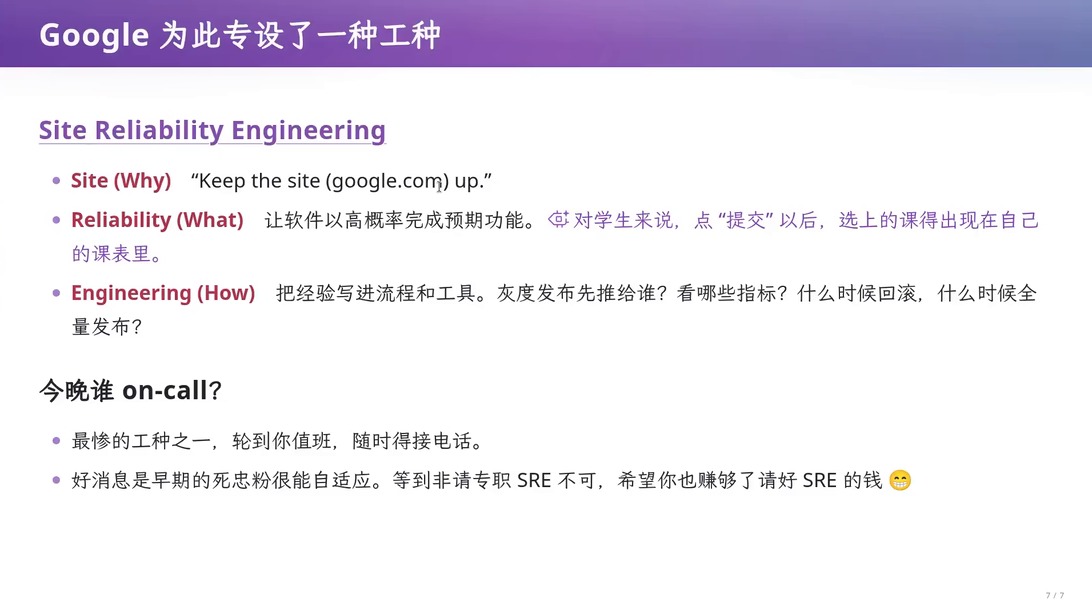 Google 为此专设了一种工种
Site Reliability Engineering
Site (Why) “Keep the site (google.com) up.”
Reliability (What) 让软件以高概率完成预期功能。对学生来说，点 “提交” 以后，选上的课得出现在自己
的课表里。
Engineering (How) 把经验写进流程和工具。灰度发布先推给谁？看哪些指标？什么时候回滚，什么时候全
量发布？
今晚谁 on-call？
最惨的工种之一，轮到你值班，随时得接电话。
好消息是早期的死忠粉很能自适应。等到非请专职 SRE 不可，希望你也赚够了请好 SRE 的钱 😁
7 / 7